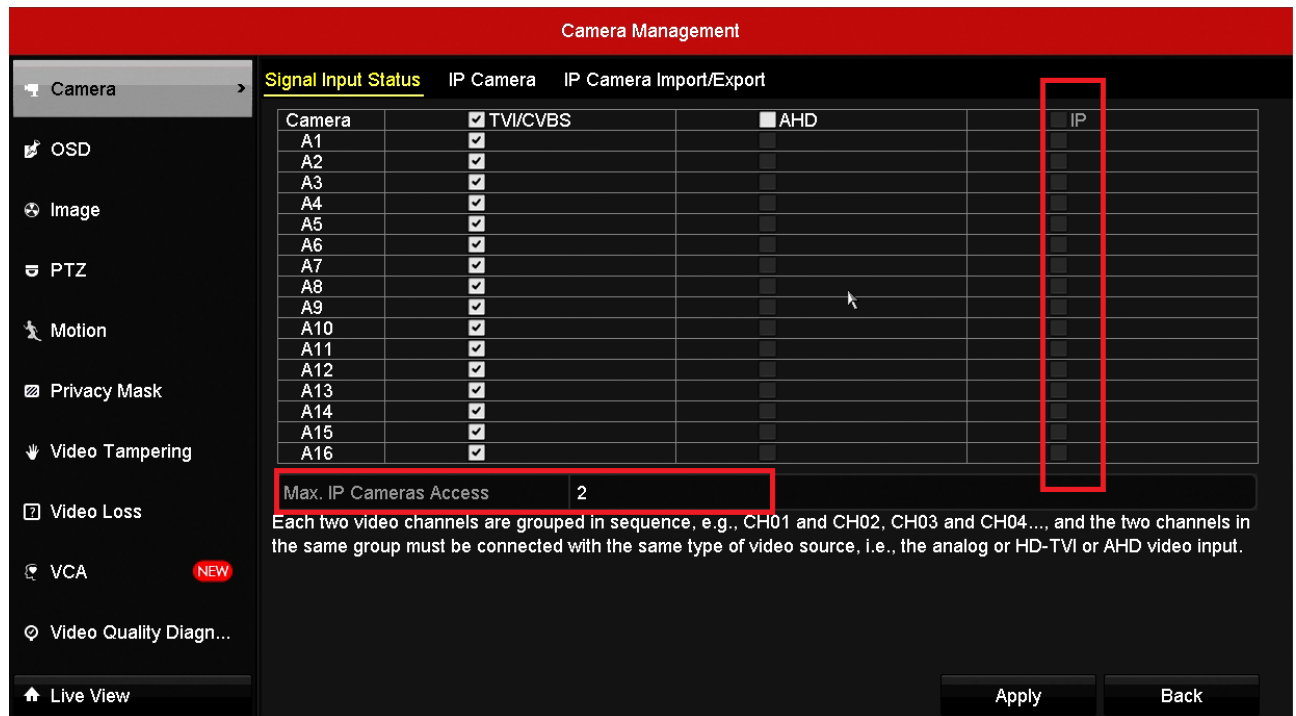 Camera Management
Camera
OSD
Image
PTZ
Motion
Privacy Mask
Video Tampering
Video Loss
VCA NEW
Video Quality Diagn...
Live View
Signal Input Status IP Camera IP Camera Import/Export
Camera TVI/CVBS AHD IP
A1
A2
A3
A4
A5
A6
A7
A8
A9
A10
A11
A12
A13
A14
A15
A16
Max. IP Cameras Access 2
Each two video channels are grouped in sequence, e.g., CH01 and CH02, CH03 and CH04..., and the two channels in
the same group must be connected with the same type of video source, i.e., the analog or HD-TVI or AHD video input.
Apply Back